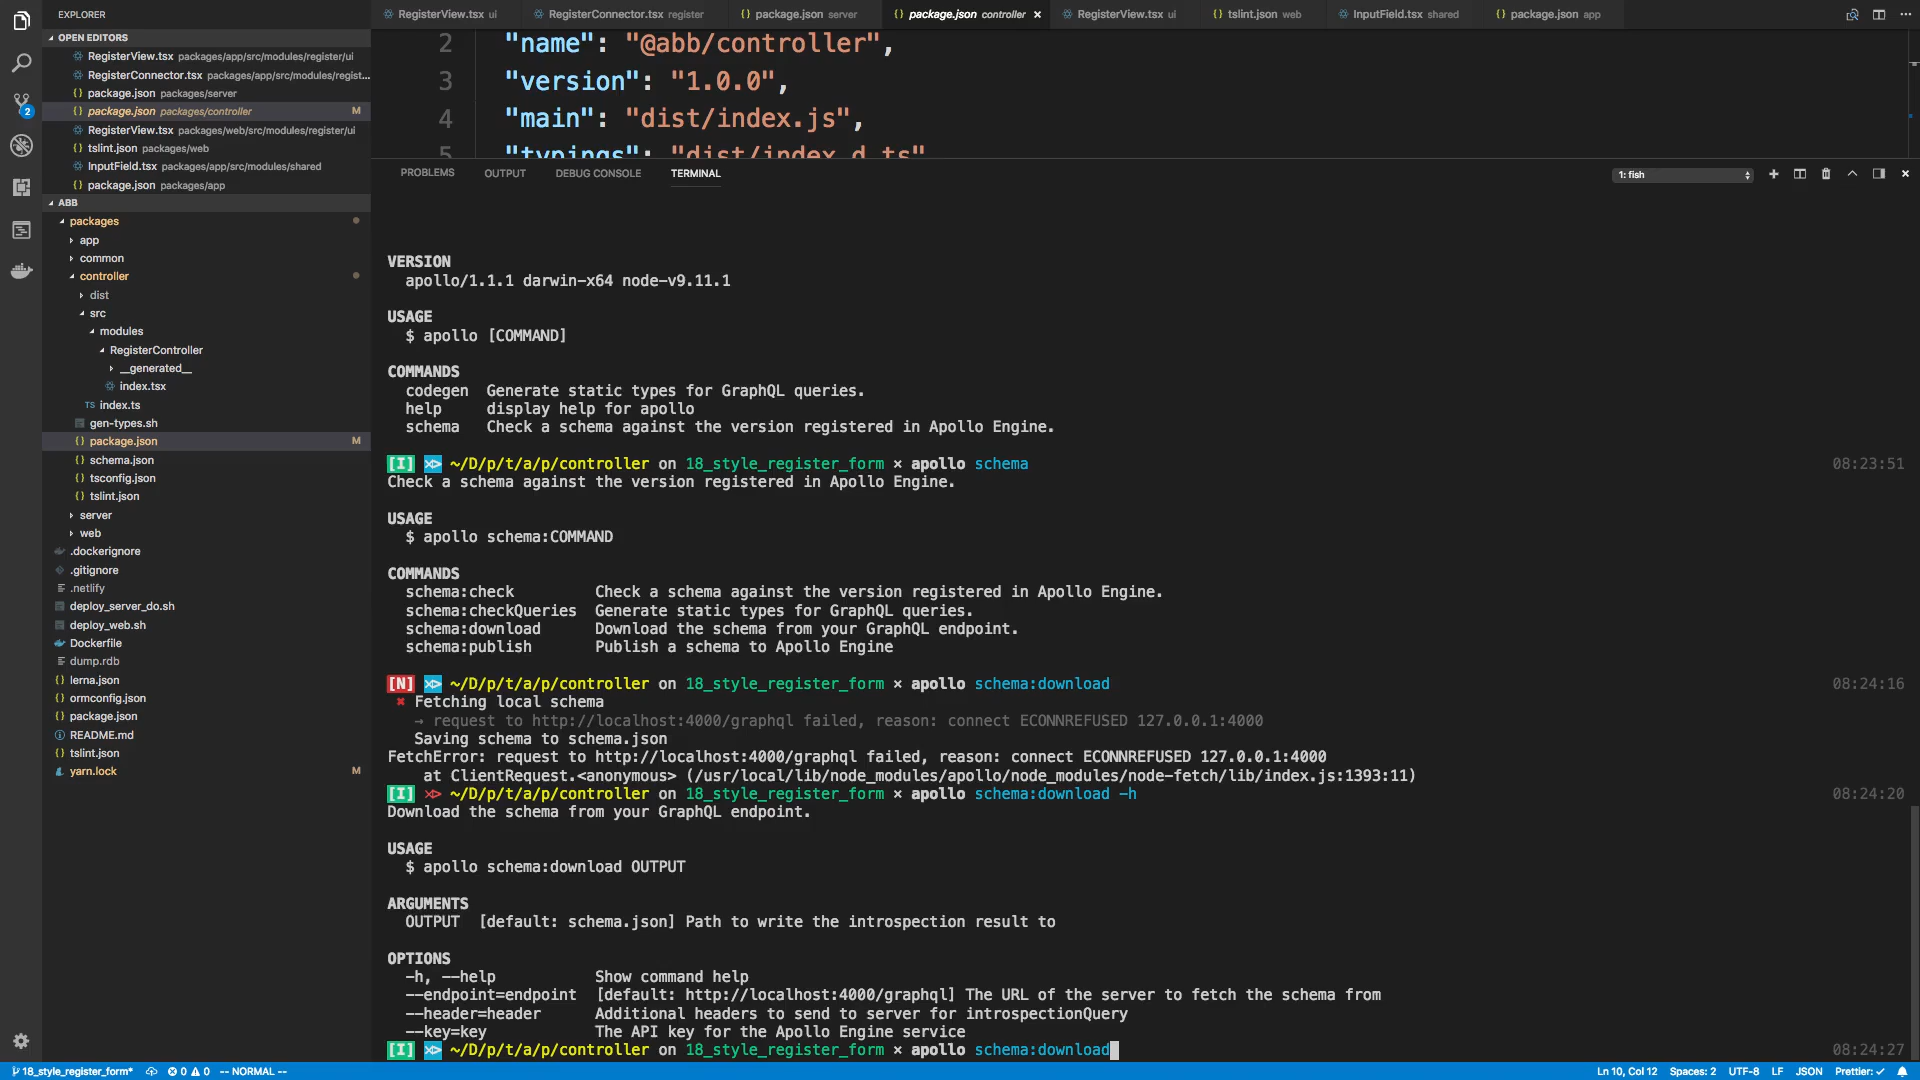 EXPLORER
OPEN EDITORS
RegisterView.tsx packages/app/src/modules/register/ui
RegisterConnector.tsx packages/app/src/modules/regist...
package.json packages/server
package.json packages/controller M
RegisterView.tsx packages/web/src/modules/register/ui
tslint.json packages/web
InputField.tsx packages/app/src/modules/shared
package.json packages/app
ABB
packages
app
common
controller
dist
src
modules
RegisterController
__generated__
index.tsx
TS index.ts
gen-types.sh
package.json M
schema.json
tsconfig.json
tslint.json
server
web
.dockerignore
.gitignore
.netlify
deploy_server_do.sh
deploy_web.sh
Dockerfile
dump.rdb
lerna.json
ormconfig.json
package.json
README.md
tslint.json
yarn.lock M
2
RegisterView.tsx ui RegisterConnector.tsx register package.json server package.json controller RegisterView.tsx ui tslint.json web InputField.tsx shared package.json app
2 "name": "@abb/controller",
3 "version": "1.0.0",
4 "main": "dist/index.js",
5 "typings": "dist/index.d.ts"
PROBLEMS OUTPUT DEBUG CONSOLE TERMINAL 1: fish
VERSION
apollo/1.1.1 darwin-x64 node-v9.11.1
USAGE
$ apollo [COMMAND]
COMMANDS
codegen Generate static types for GraphQL queries.
help display help for apollo
schema Check a schema against the version registered in Apollo Engine.
[I] ⋊> ~/D/p/t/a/p/controller on 18_style_register_form × apollo schema 08:23:51
Check a schema against the version registered in Apollo Engine.
USAGE
$ apollo schema:COMMAND
COMMANDS
schema:check Check a schema against the version registered in Apollo Engine.
schema:checkQueries Generate static types for GraphQL queries.
schema:download Download the schema from your GraphQL endpoint.
schema:publish Publish a schema to Apollo Engine
[N] ⋊> ~/D/p/t/a/p/controller on 18_style_register_form × apollo schema:download 08:24:16
✖ Fetching local schema
→ request to http://localhost:4000/graphql failed, reason: connect ECONNREFUSED 127.0.0.1:4000
Saving schema to schema.json
FetchError: request to http://localhost:4000/graphql failed, reason: connect ECONNREFUSED 127.0.0.1:4000
at ClientRequest.<anonymous> (/usr/local/lib/node_modules/apollo/node_modules/node-fetch/lib/index.js:1393:11)
[I] ⋊> ~/D/p/t/a/p/controller on 18_style_register_form × apollo schema:download -h 08:24:20
Download the schema from your GraphQL endpoint.
USAGE
$ apollo schema:download OUTPUT
ARGUMENTS
OUTPUT [default: schema.json] Path to write the introspection result to
OPTIONS
-h, --help Show command help
--endpoint=endpoint [default: http://localhost:4000/graphql] The URL of the server to fetch the schema from
--header=header Additional headers to send to server for introspectionQuery
--key=key The API key for the Apollo Engine service
[I] ⋊> ~/D/p/t/a/p/controller on 18_style_register_form × apollo schema:download 08:24:27
18_style_register_form* 0 0 -- NORMAL -- Ln 10, Col 12 Spaces: 2 UTF-8 LF JSON Prettier: ✓